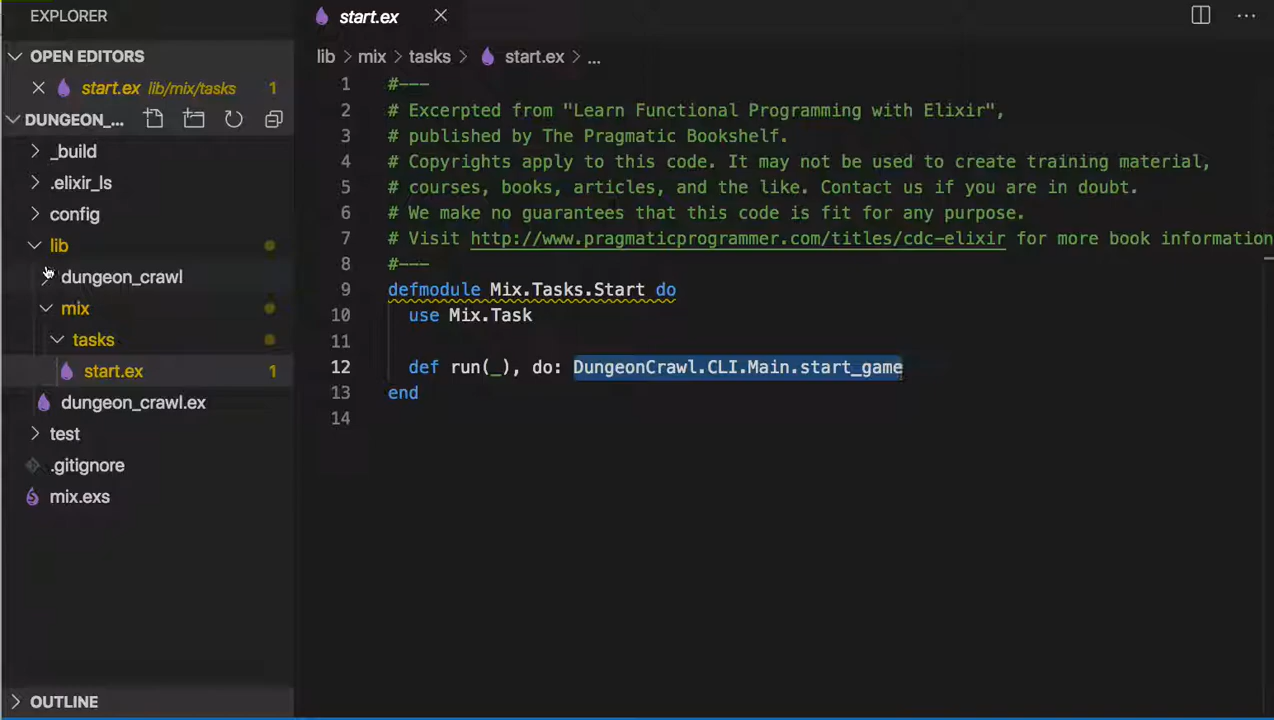 EXPLORER
OPEN EDITORS
start.ex lib/mix/tasks 1
DUNGEON_...
_build
.elixir_ls
config
lib
dungeon_crawl
mix
tasks
start.ex 1
dungeon_crawl.ex
test
.gitignore
mix.exs
OUTLINE
start.ex
lib > mix > tasks > start.ex > ...
1 #---
2 # Excerpted from "Learn Functional Programming with Elixir",
3 # published by The Pragmatic Bookshelf.
4 # Copyrights apply to this code. It may not be used to create training material,
5 # courses, books, articles, and the like. Contact us if you are in doubt.
6 # We make no guarantees that this code is fit for any purpose.
7 # Visit http://www.pragmaticprogrammer.com/titles/cdc-elixir for more book information
8 #---
9 defmodule Mix.Tasks.Start do
10 use Mix.Task
11
12 def run(_), do: DungeonCrawl.CLI.Main.start_game
13 end
14